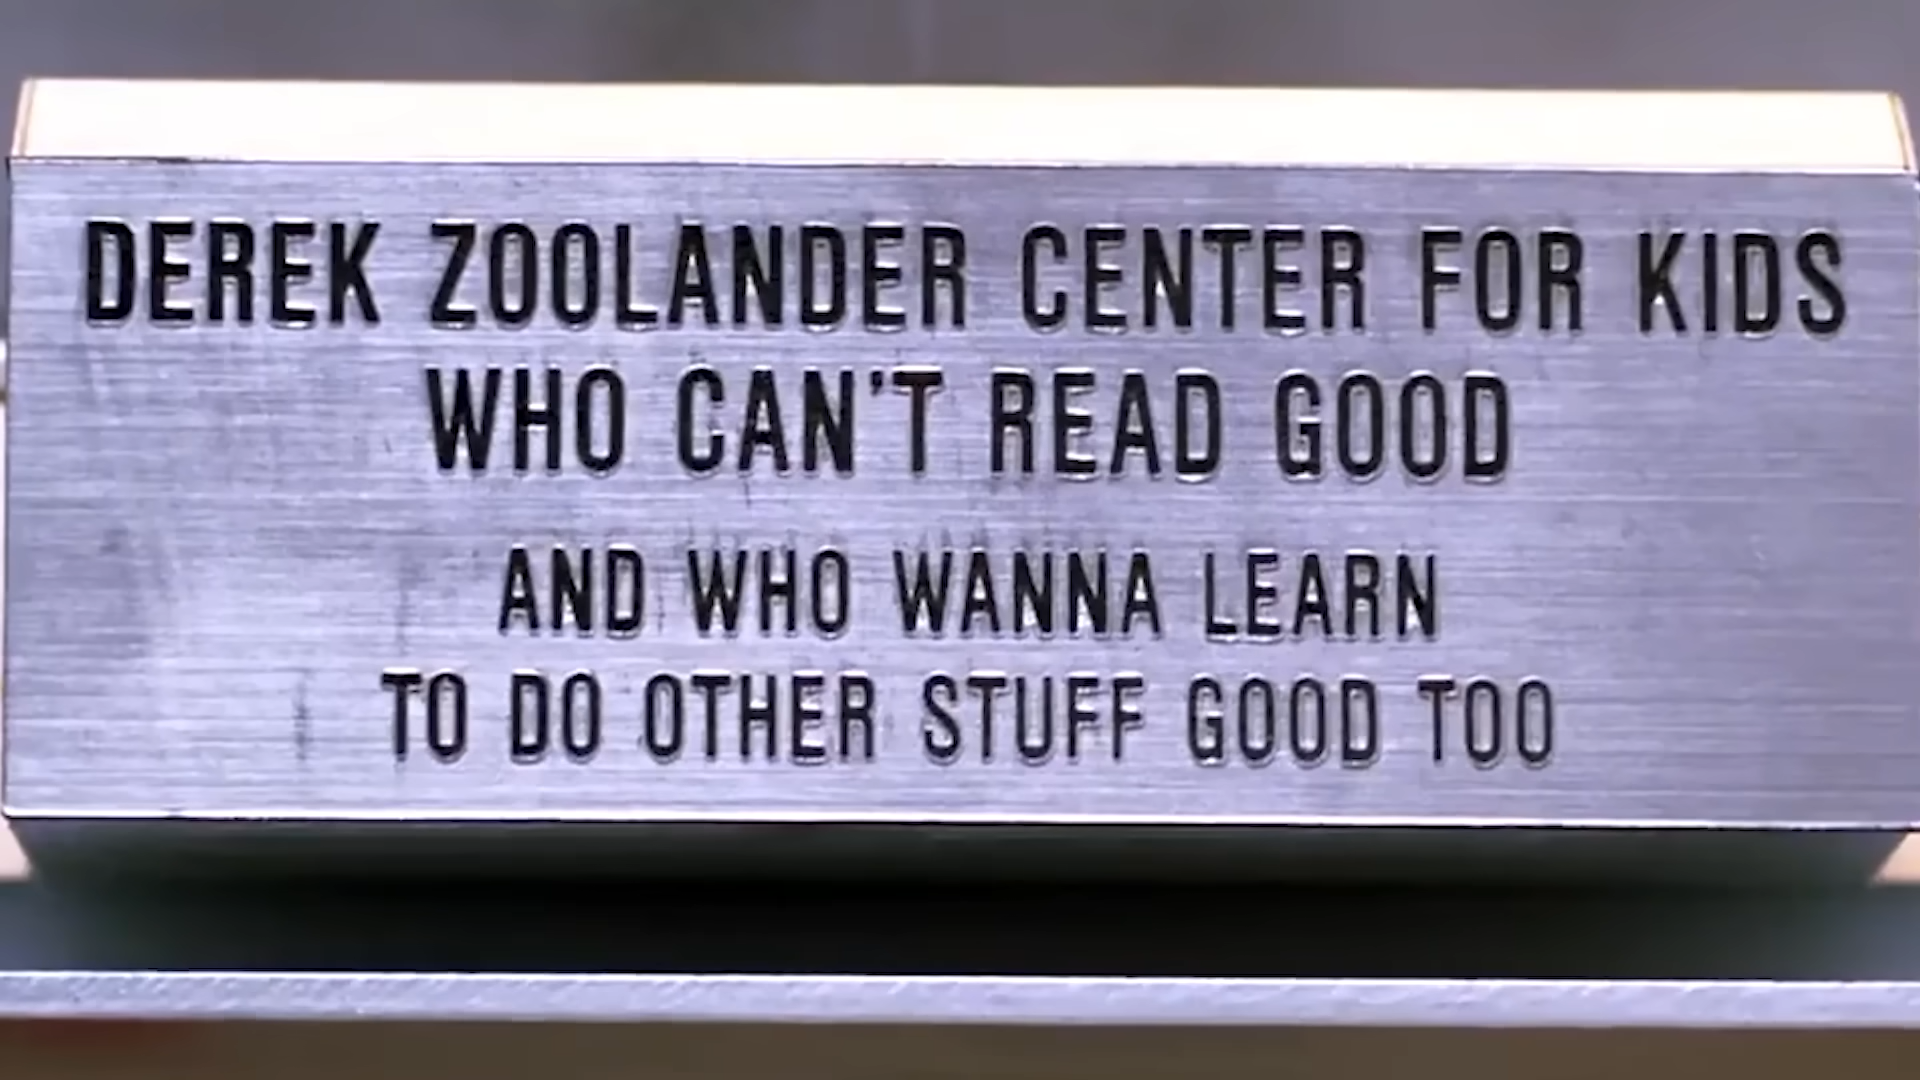 DEREK ZOOLANDER CENTER FOR KIDS
WHO CAN'T READ GOOD
AND WHO WANNA LEARN
TO DO OTHER STUFF GOOD TOO